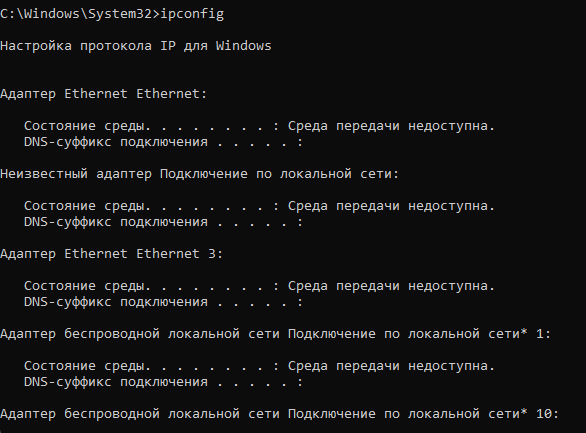 C:\Windows\System32>ipconfig
Настройка протокола IP для Windows
Адаптер Ethernet Ethernet:
Состояние среды. . . . . . . . : Среда передачи недоступна.
DNS-суффикс подключения . . . . . :
Неизвестный адаптер Подключение по локальной сети:
Состояние среды. . . . . . . . : Среда передачи недоступна.
DNS-суффикс подключения . . . . . :
Адаптер Ethernet Ethernet 3:
Состояние среды. . . . . . . . : Среда передачи недоступна.
DNS-суффикс подключения . . . . . :
Адаптер беспроводной локальной сети Подключение по локальной сети* 1:
Состояние среды. . . . . . . . : Среда передачи недоступна.
DNS-суффикс подключения . . . . . :
Адаптер беспроводной локальной сети Подключение по локальной сети* 10: